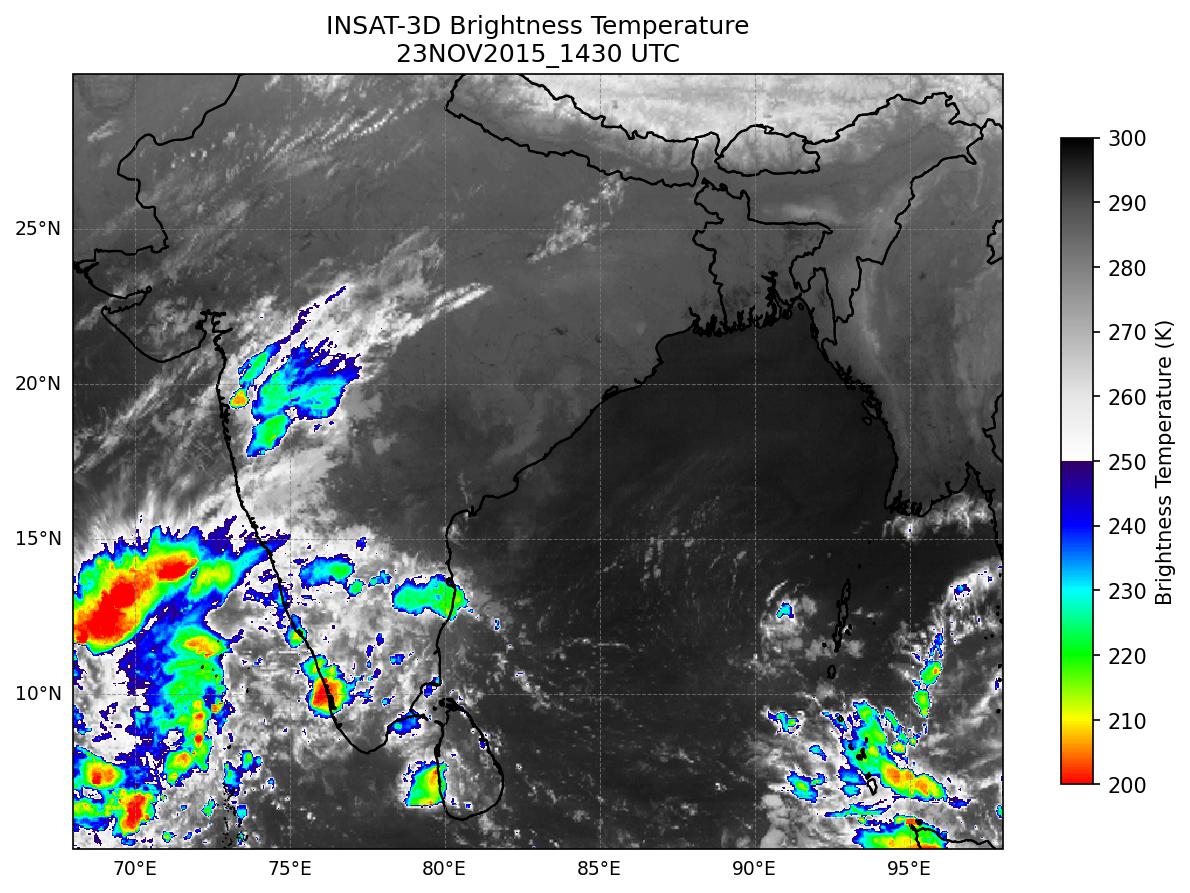 INSAT-3D Brightness Temperature
23NOV2015_1430 UTC
25°N
20°N
15°N
10°N
70°E
75°E
80°E
85°E
90°E
95°E
300
290
280
270
260
250
240
230
220
210
200
Brightness Temperature (K)